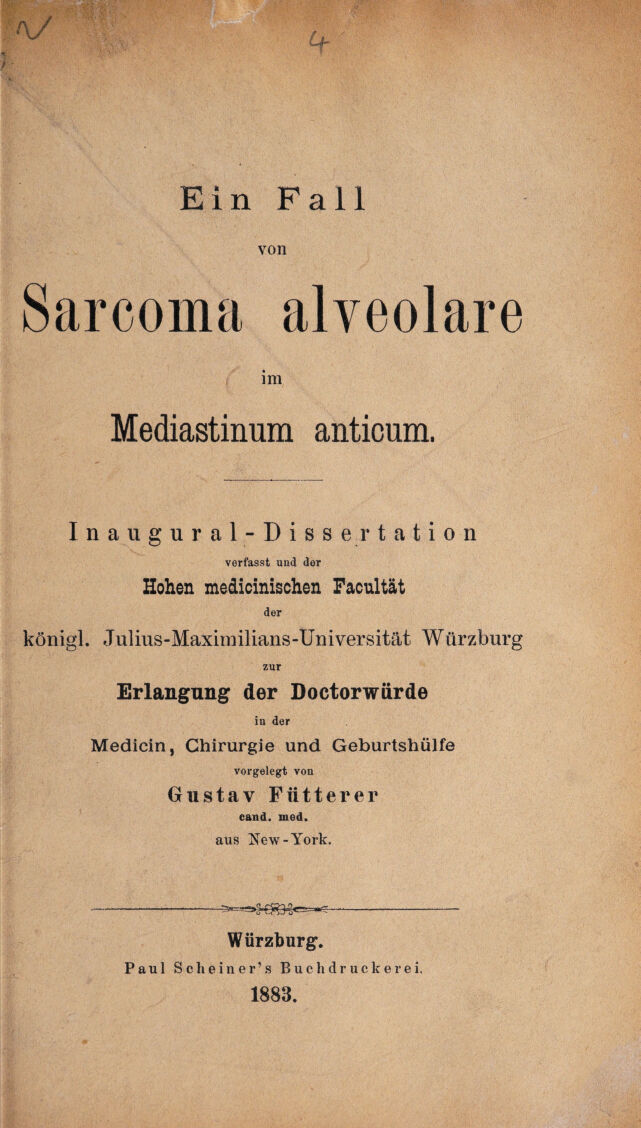 4
Ein Fall
von
Sarcoma alveolare
im
Mediastinum anticum.
Inaugural-Dissertation
verfasst und der
Hohen medicinischen Facultät
der
königl. Julius-Maximilians-Universität Würzburg
zur
Erlangung der Doctorwürde
in der
Medicin, Chirurgie und Geburtshülfe
vorgelegt von
Gustav Fütterer
cand. med.
aus New-York.
Würzburg.
Paul Scheiner's Buchdruckerei.
1883.